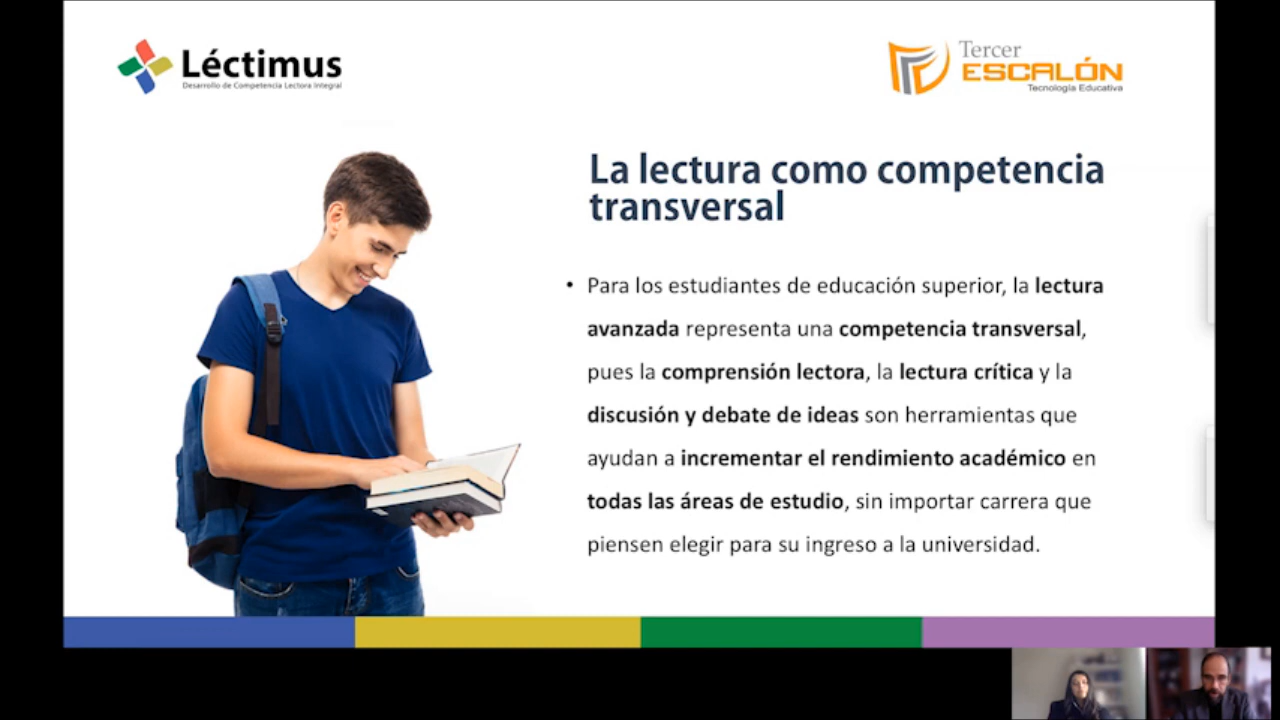 Léctimus
Desarrollo de Competencia Lectora Integral
Tercer
ESCALÓN
Tecnología Educativa
La lectura como competencia
transversal
• Para los estudiantes de educación superior, la lectura
avanzada representa una competencia transversal,
pues la comprensión lectora, la lectura crítica y la
discusión y debate de ideas son herramientas que
ayudan a incrementar el rendimiento académico en
todas las áreas de estudio, sin importar carrera que
piensen elegir para su ingreso a la universidad.